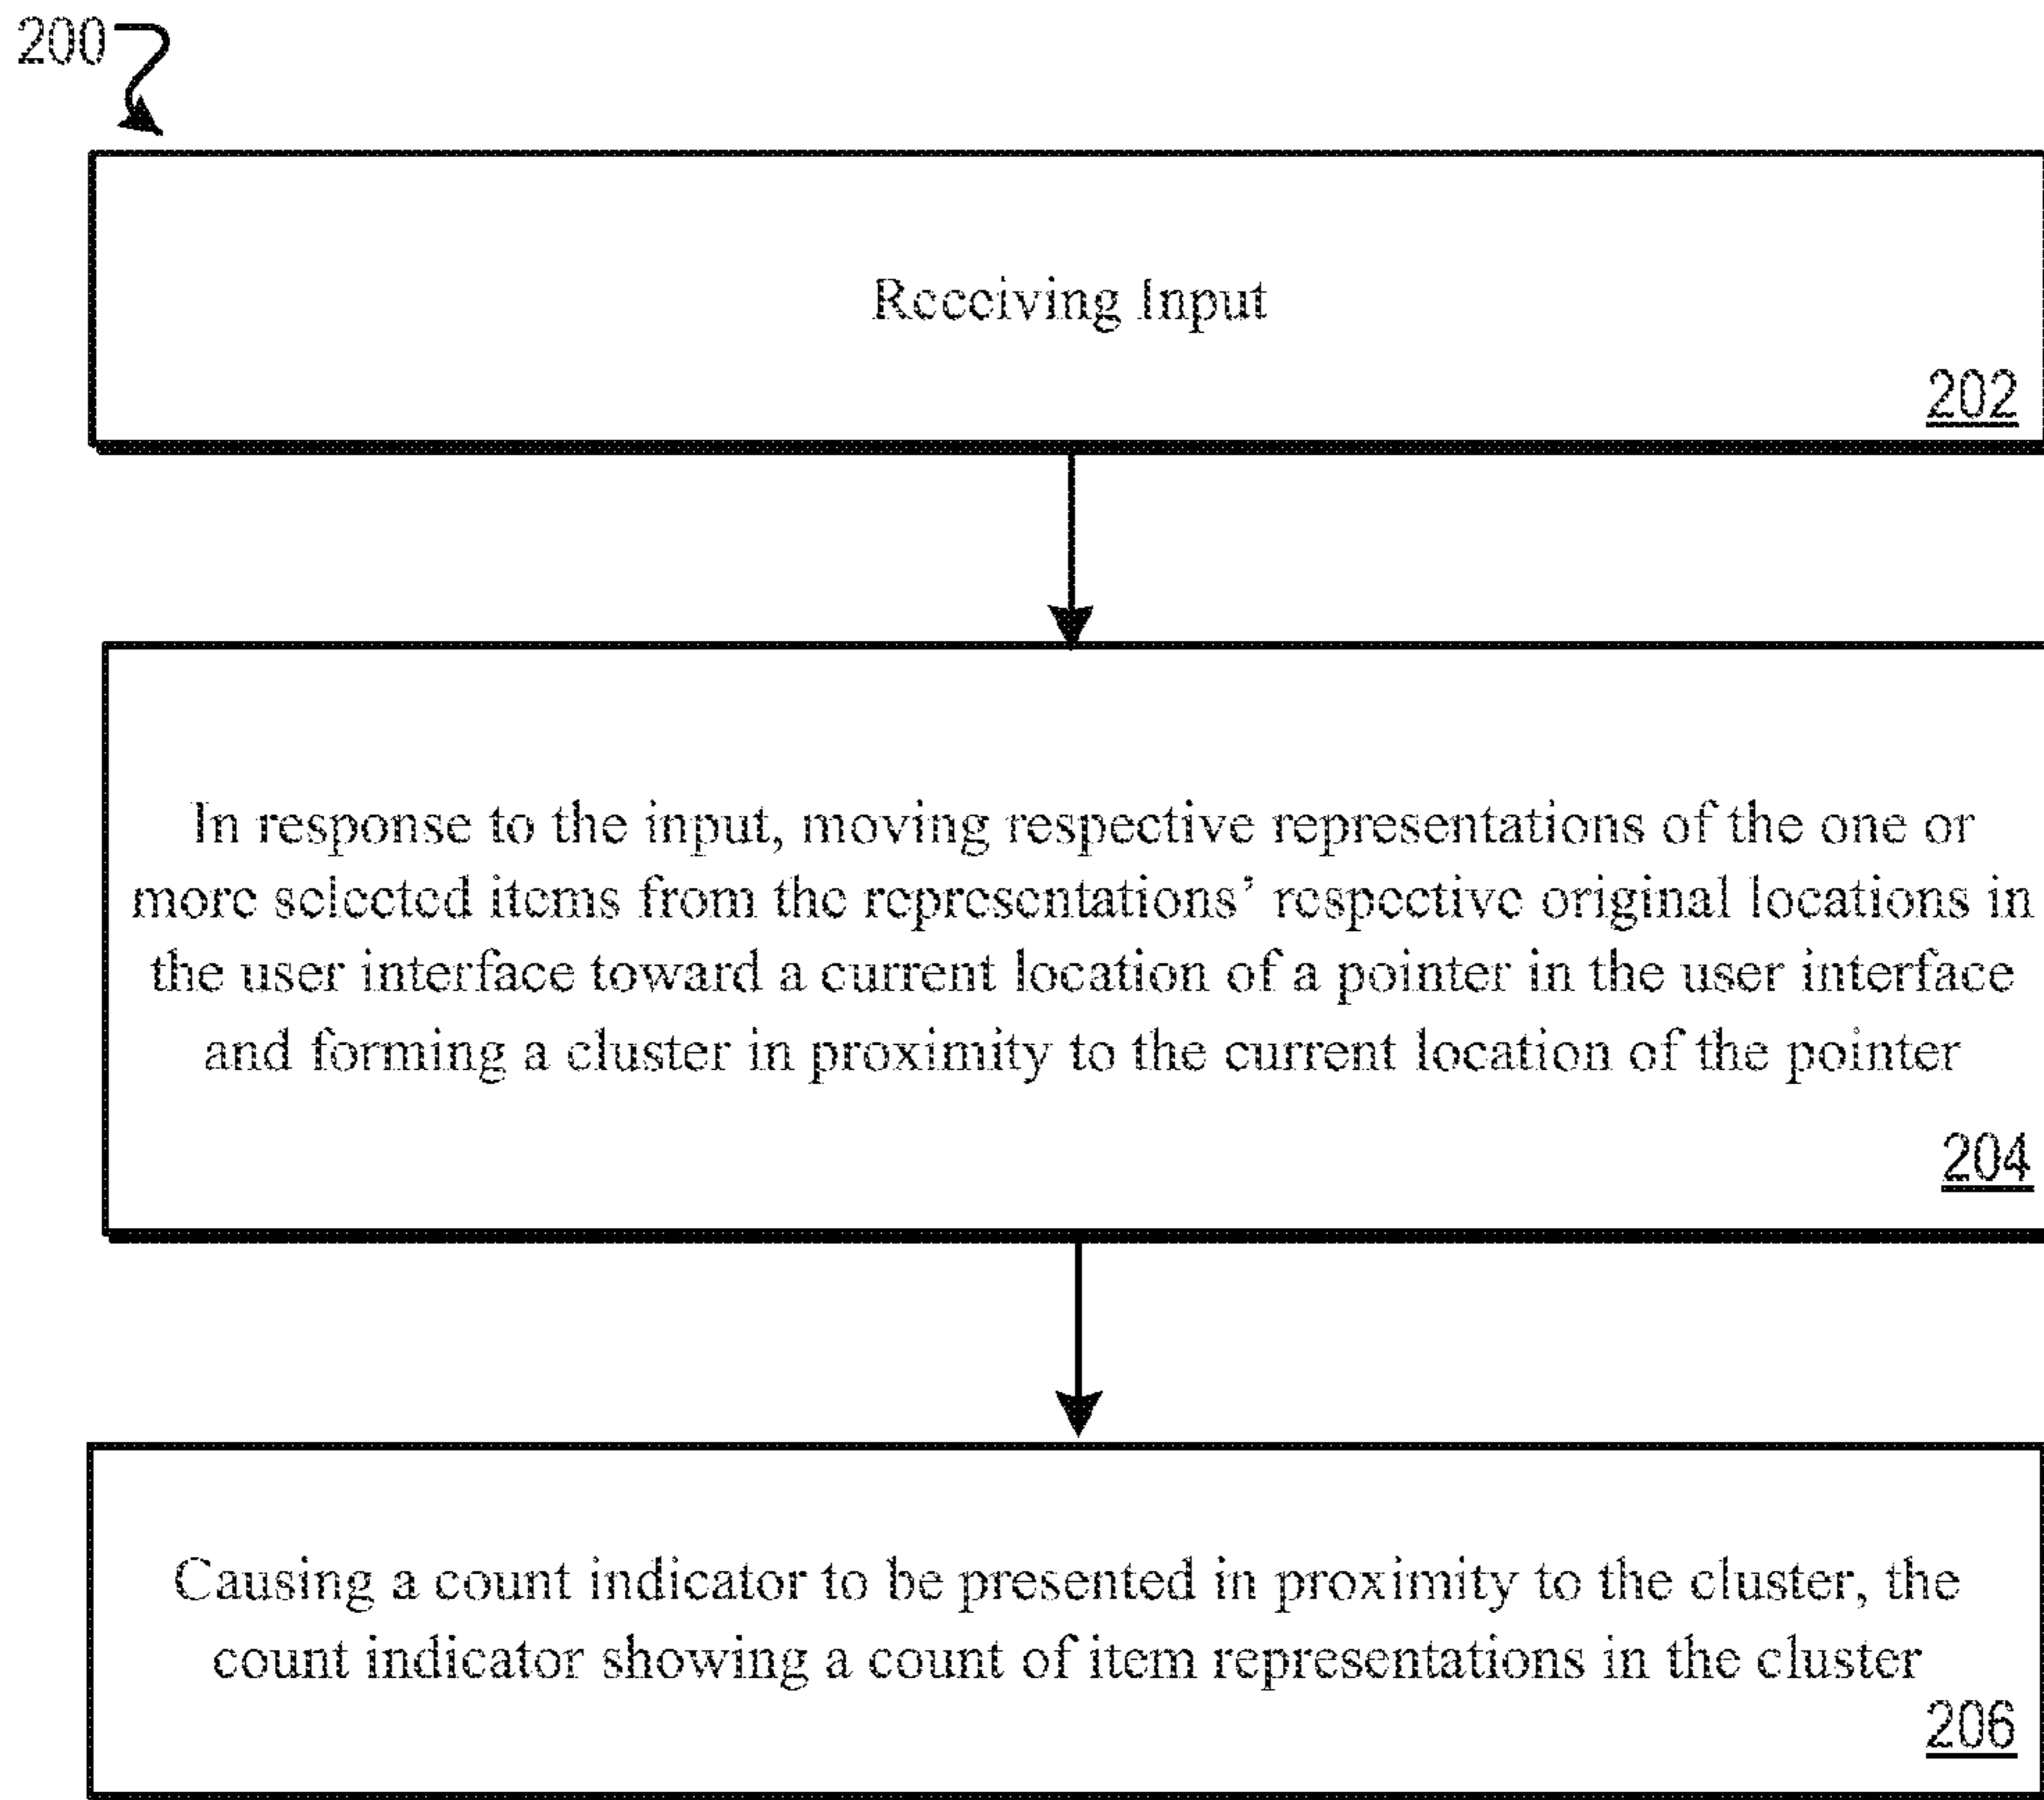 200
Receiving Input
202
In response to the input, moving respective representations of the one or
more selected items from the representations' respective original locations in
the user interface toward a current location of a pointer in the user interface
and forming a cluster in proximity to the current location of the pointer
204
Causing a count indicator to be presented in proximity to the cluster, the
count indicator showing a count of item representations in the cluster
206